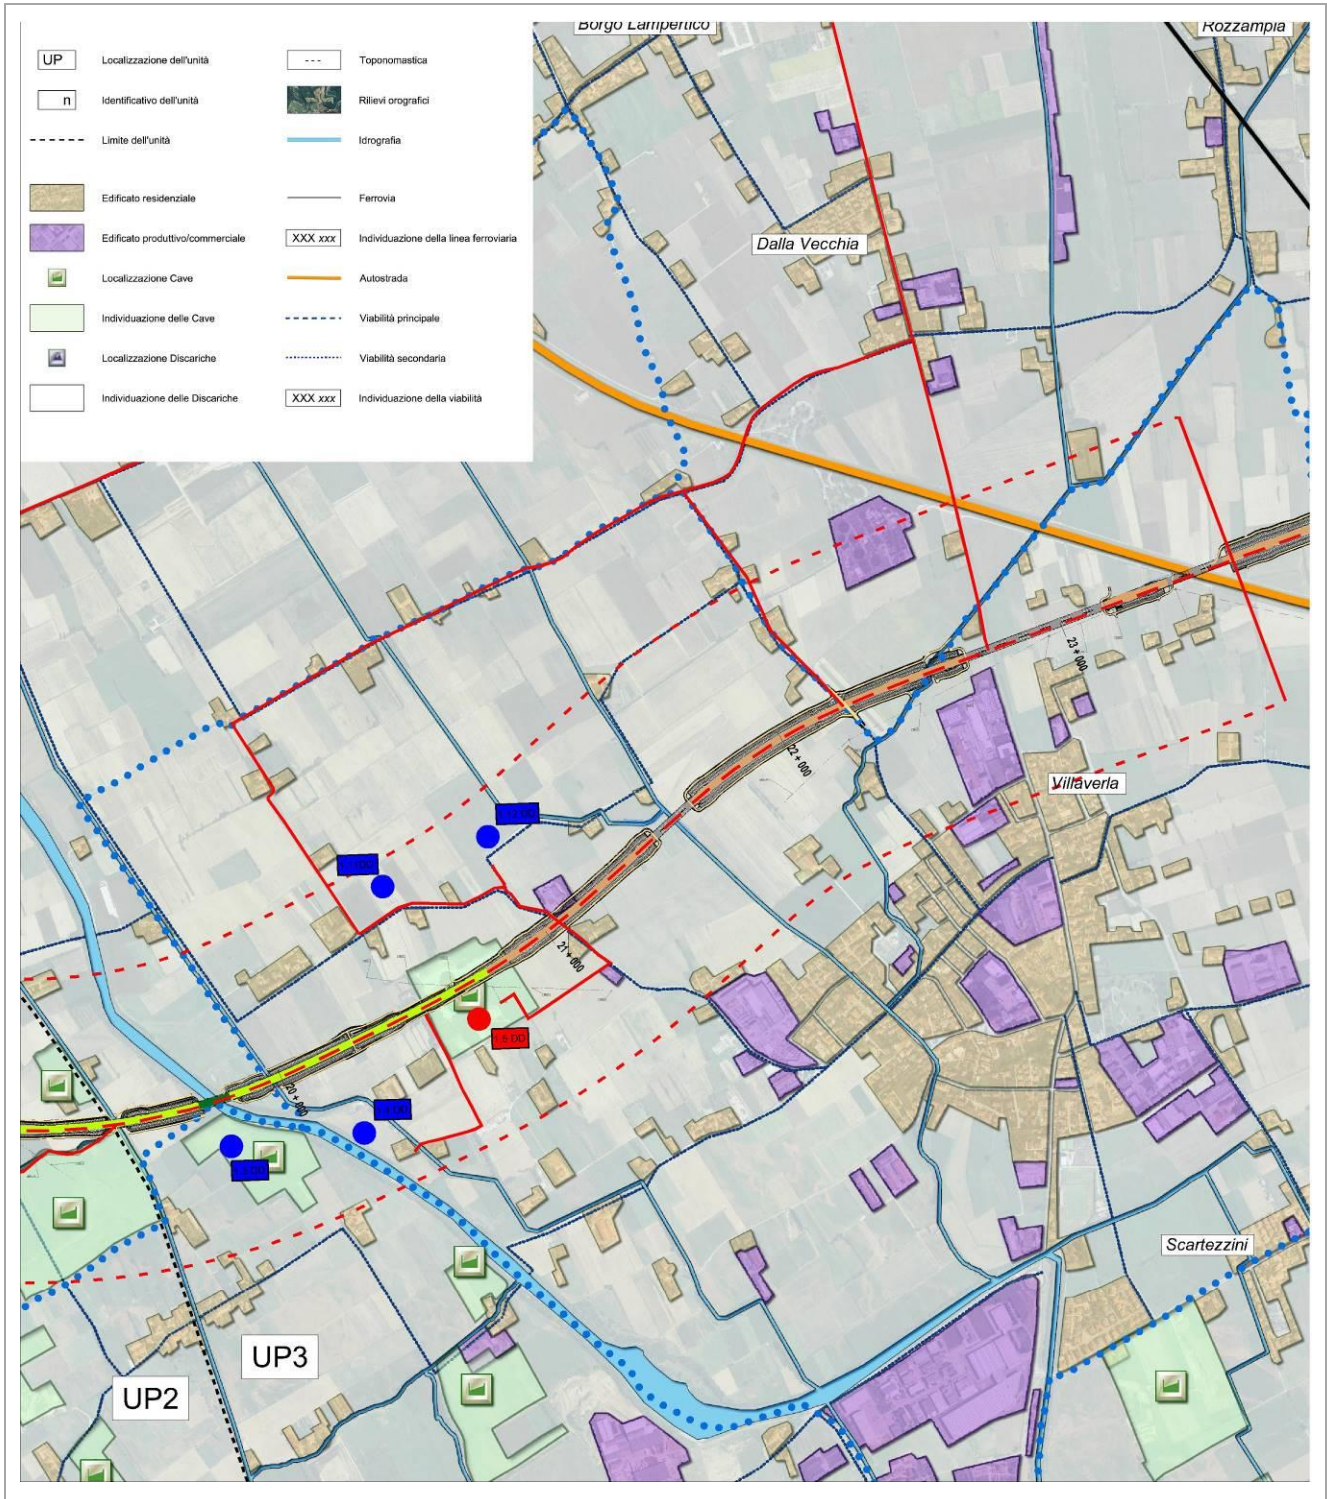 UP Localizzazione dell'unità
n Identificativo dell'unità
Limite dell'unità
Edificato residenziale
Edificato produttivo/commerciale
Localizzazione Cave
Individuazione delle Cave
Localizzazione Discariche
Individuazione delle Discariche
--- Toponomastica
Rilievi orografici
Idrografia
Ferrovia
XXX xxx Individuazione della linea ferroviaria
Autostrada
Viabilità principale
Viabilità secondaria
XXX xxx Individuazione della viabilità
Borgo Lampertico
Rozzampia
Dalla Vecchia
23+000
22+000
Villaverla
21+000
20+000
Scartezzini
UP3
UP2